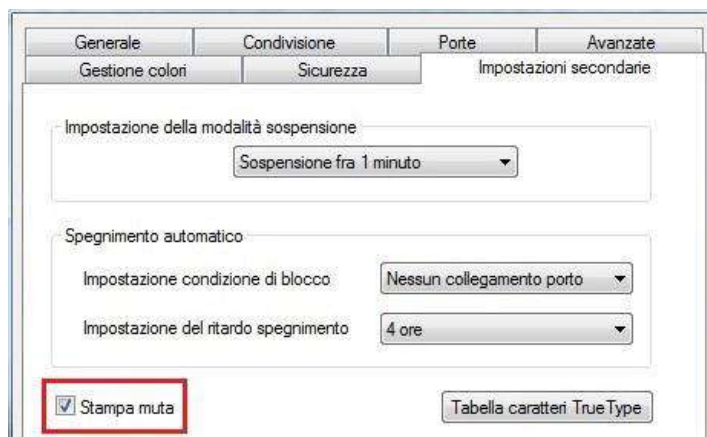 Generale Condivisione Porte Avanzate
Gestione colori Sicurezza Impostazioni secondarie
Impostazione della modalità sospensione
Sospensione fra 1 minuto
Spegnimento automatico
Impostazione condizione di blocco Nessun collegamento porto
Impostazione del ritardo spegnimento 4 ore
Stampa muta Tabella caratteri TrueType